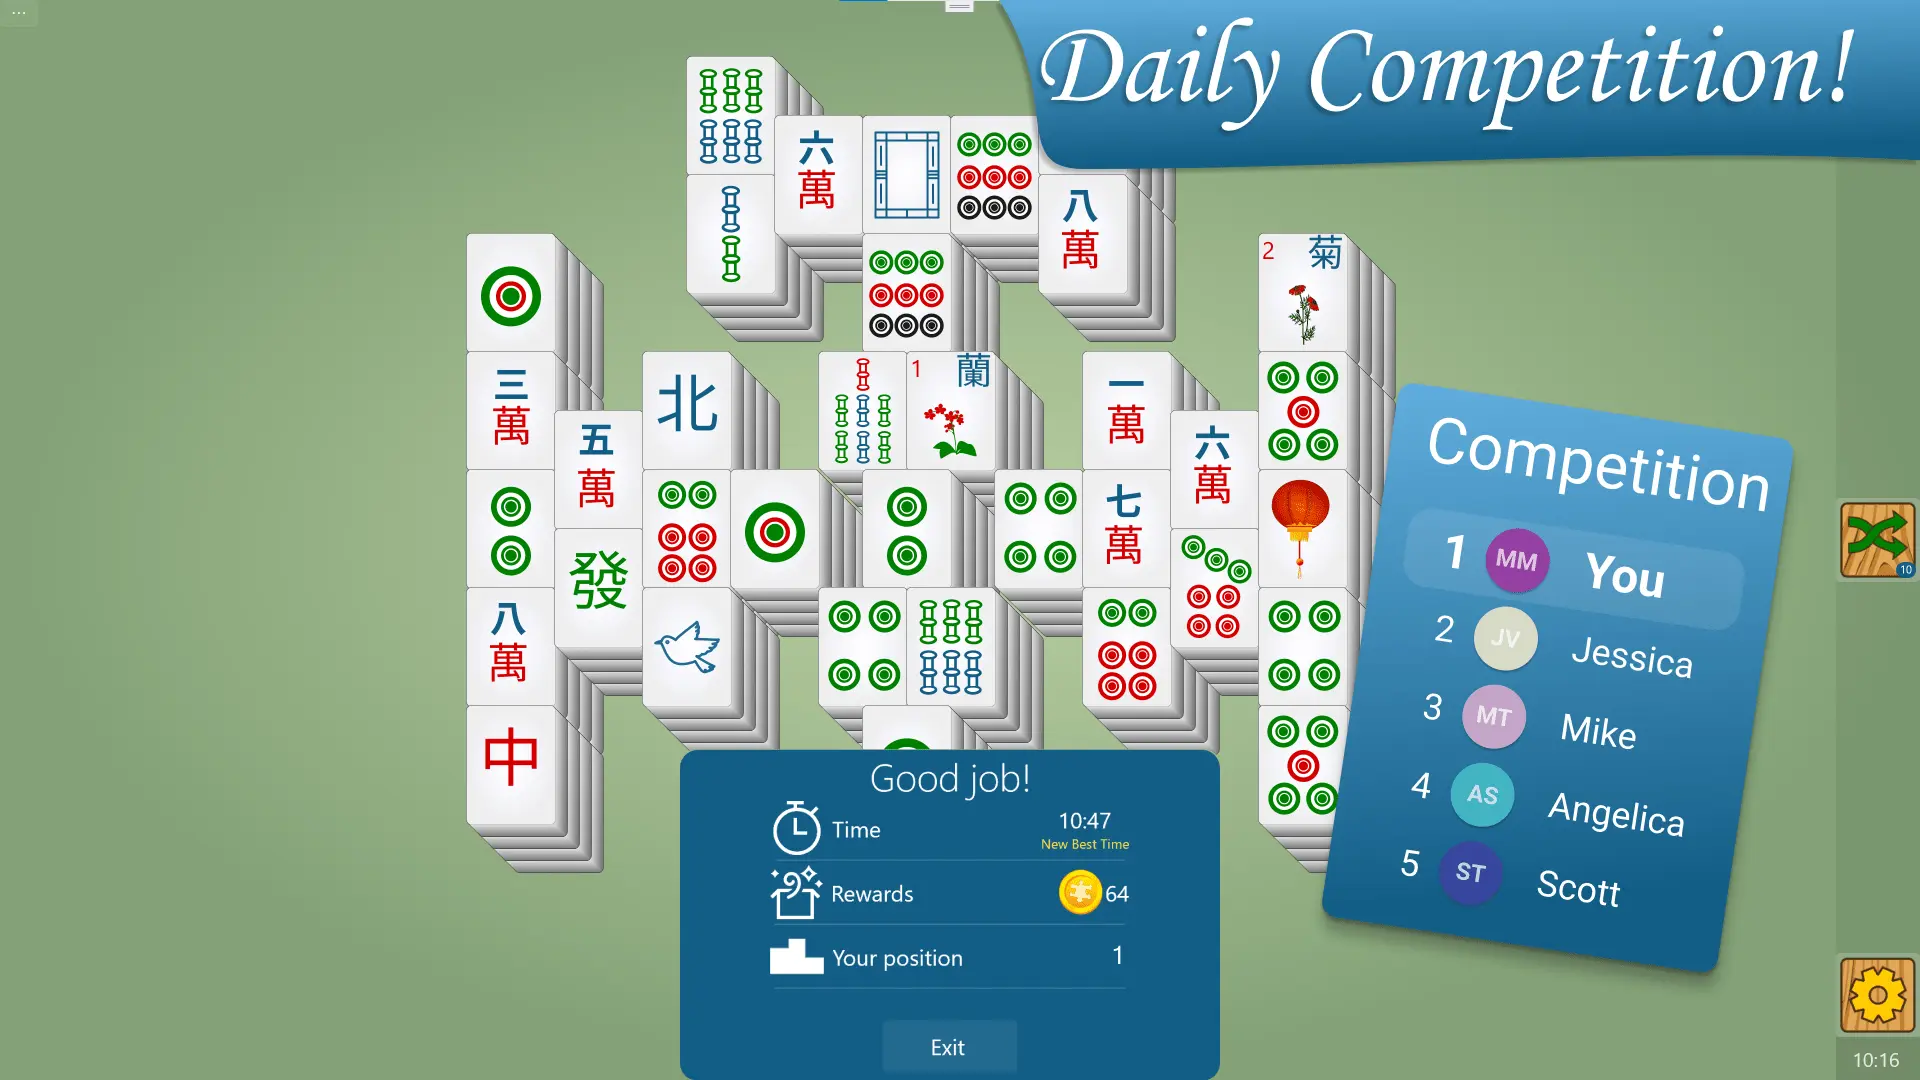 ...
Daily Competition!
六
萬
八
萬
2 菊
三
萬
北
1 蘭
一
萬
五
萬
六
萬
七
萬
發
八
萬
中
Competition
1 MM You
2 JV Jessica
3 MT Mike
4 AS Angelica
5 ST Scott
10
Good job!
Time 10:47
New Best Time
Rewards 64
Your position 1
Exit
10:16